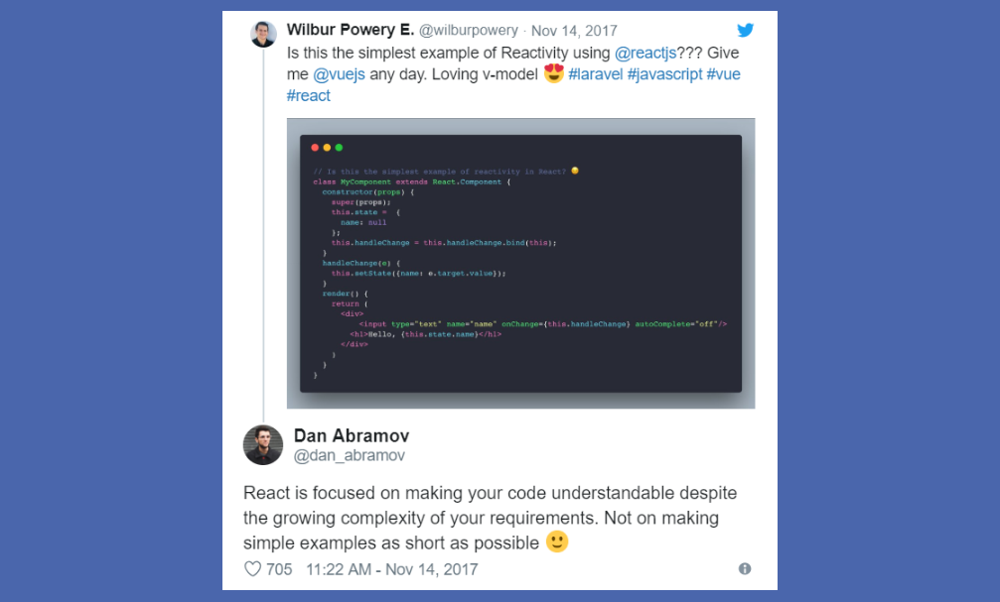 Wilbur Powery E. @wilburpowery · Nov 14, 2017
Is this the simplest example of Reactivity using @reactjs??? Give
me @vuejs any day. Loving v-model 😍 #laravel #javascript #vue
#react
// Is this the simplest example of reactivity in React? 😏
class MyComponent extends React.Component {
constructor(props) {
super(props);
this.state = {
name: null
};
this.handleChange = this.handleChange.bind(this);
}
handleChange(e) {
this.setState({name: e.target.value});
}
render() {
return (
<div>
<input type="text" name="name" onChange={this.handleChange} autoComplete="off"/>
<h1>Hello, {this.state.name}</h1>
</div>
)
}
}
Dan Abramov
@dan_abramov
React is focused on making your code understandable despite
the growing complexity of your requirements. Not on making
simple examples as short as possible 🙂
705 11:22 AM - Nov 14, 2017